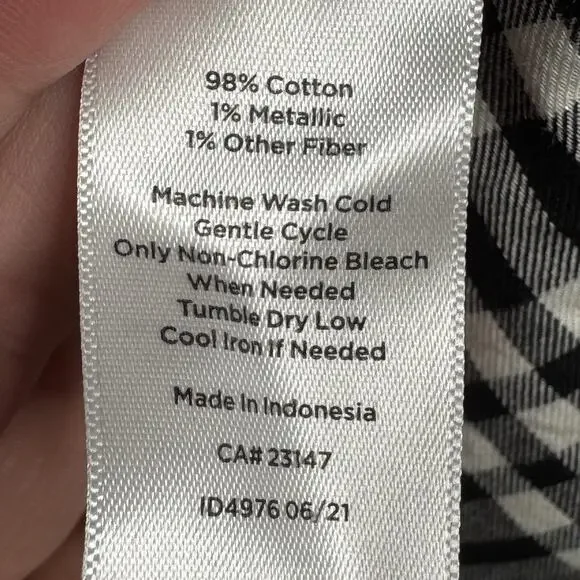 98% Cotton
1% Metallic
1% Other Fiber
Machine Wash Cold
Gentle Cycle
Only Non-Chlorine Bleach
When Needed
Tumble Dry Low
Cool Iron If Needed
Made In Indonesia
CA# 23147
ID4976 06/21